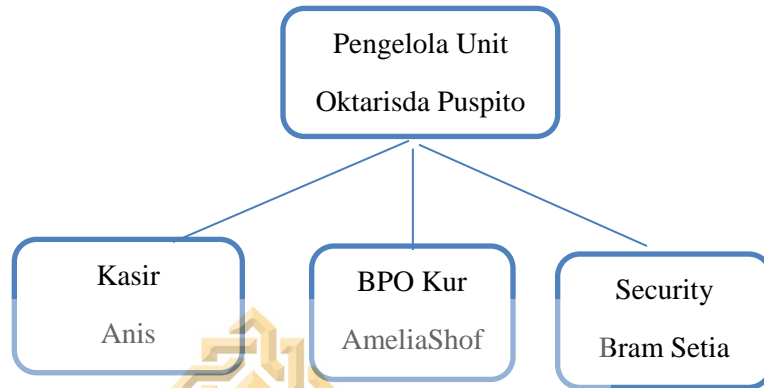 Pengelola Unit
Oktarisda Puspito
Kasir
Anis
BPO Kur
AmeliaShof
Security
Bram Setia